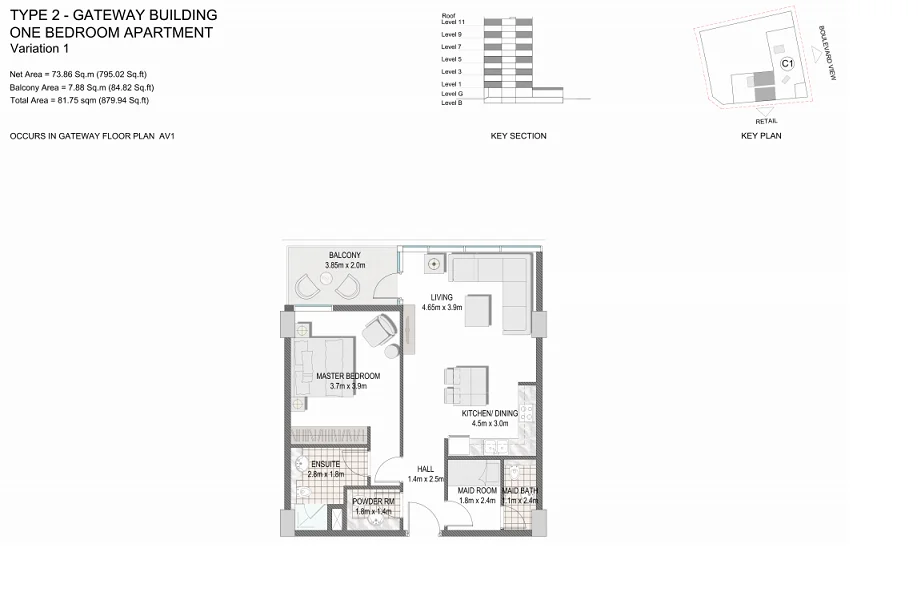 TYPE 2 - GATEWAY BUILDING
ONE BEDROOM APARTMENT
Variation 1
Net Area = 73.86 Sq.m (795.02 Sq.ft)
Balcony Area = 7.88 Sq.m (84.82 Sq.ft)
Total Area = 81.75 sqm (879.94 Sq.ft)
OCCURS IN GATEWAY FLOOR PLAN AV1
Roof
Level 11
Level 9
Level 7
Level 5
Level 3
Level 1
Level G
Level B
KEY SECTION
C1
BOULEVARD VIEW
RETAIL
KEY PLAN
BALCONY
3.85m x 2.0m
LIVING
4.65m x 3.9m
MASTER BEDROOM
3.7m x 3.9m
KITCHEN/ DINING
4.5m x 3.0m
ENSUITE
2.8m x 1.8m
HALL
1.4m x 2.5m
POWDER RM
1.8m x 1.4m
MAID ROOM
1.8m x 2.4m
MAID BATH
1.1m x 2.4m